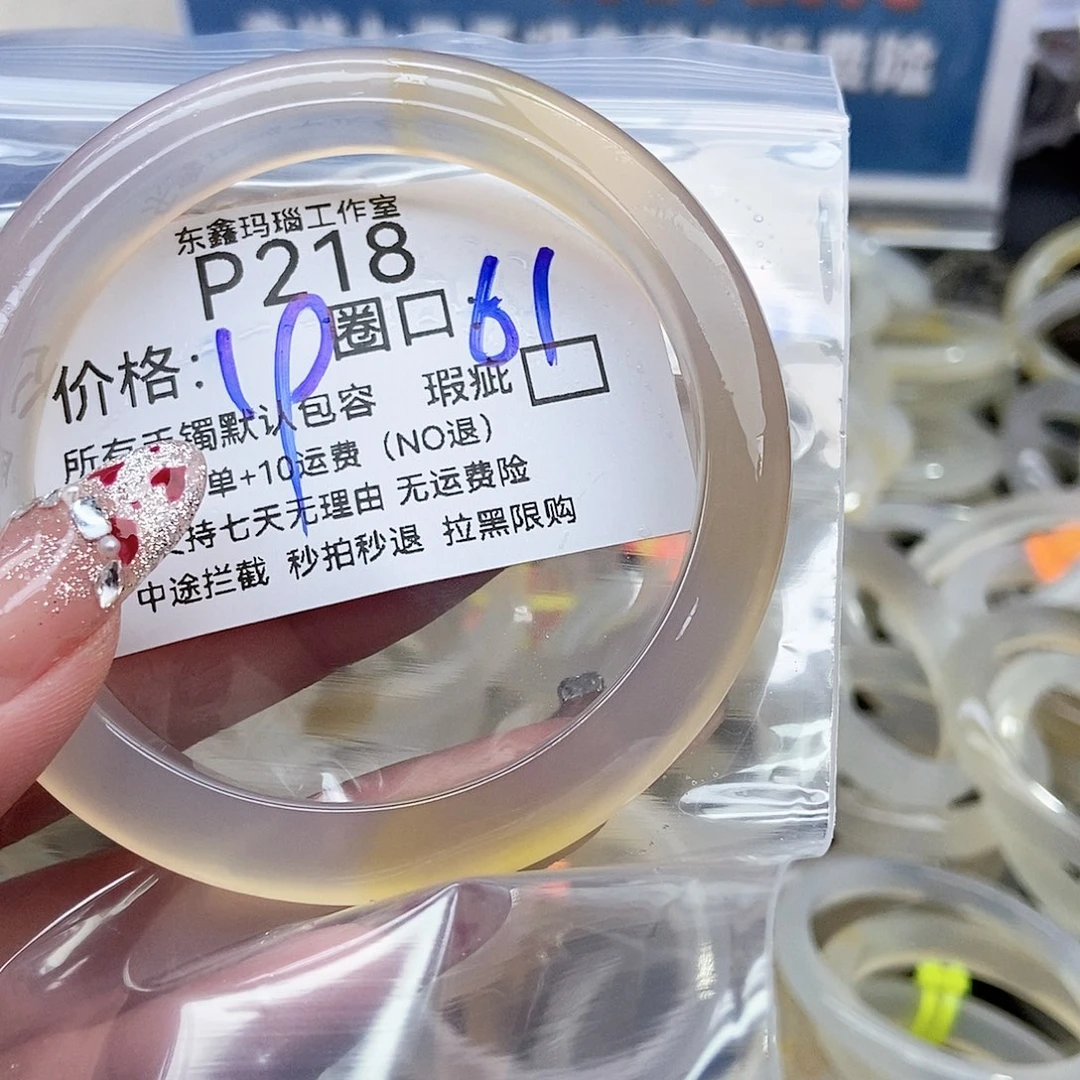 东鑫玛瑙工作室
P218
价格: 19 圈口: 61
所有手镯默认包容 瑕疵
单+10运费 (NO退)
支持七天无理由 无运费险
中途拦截 秒拍秒退 拉黑限购